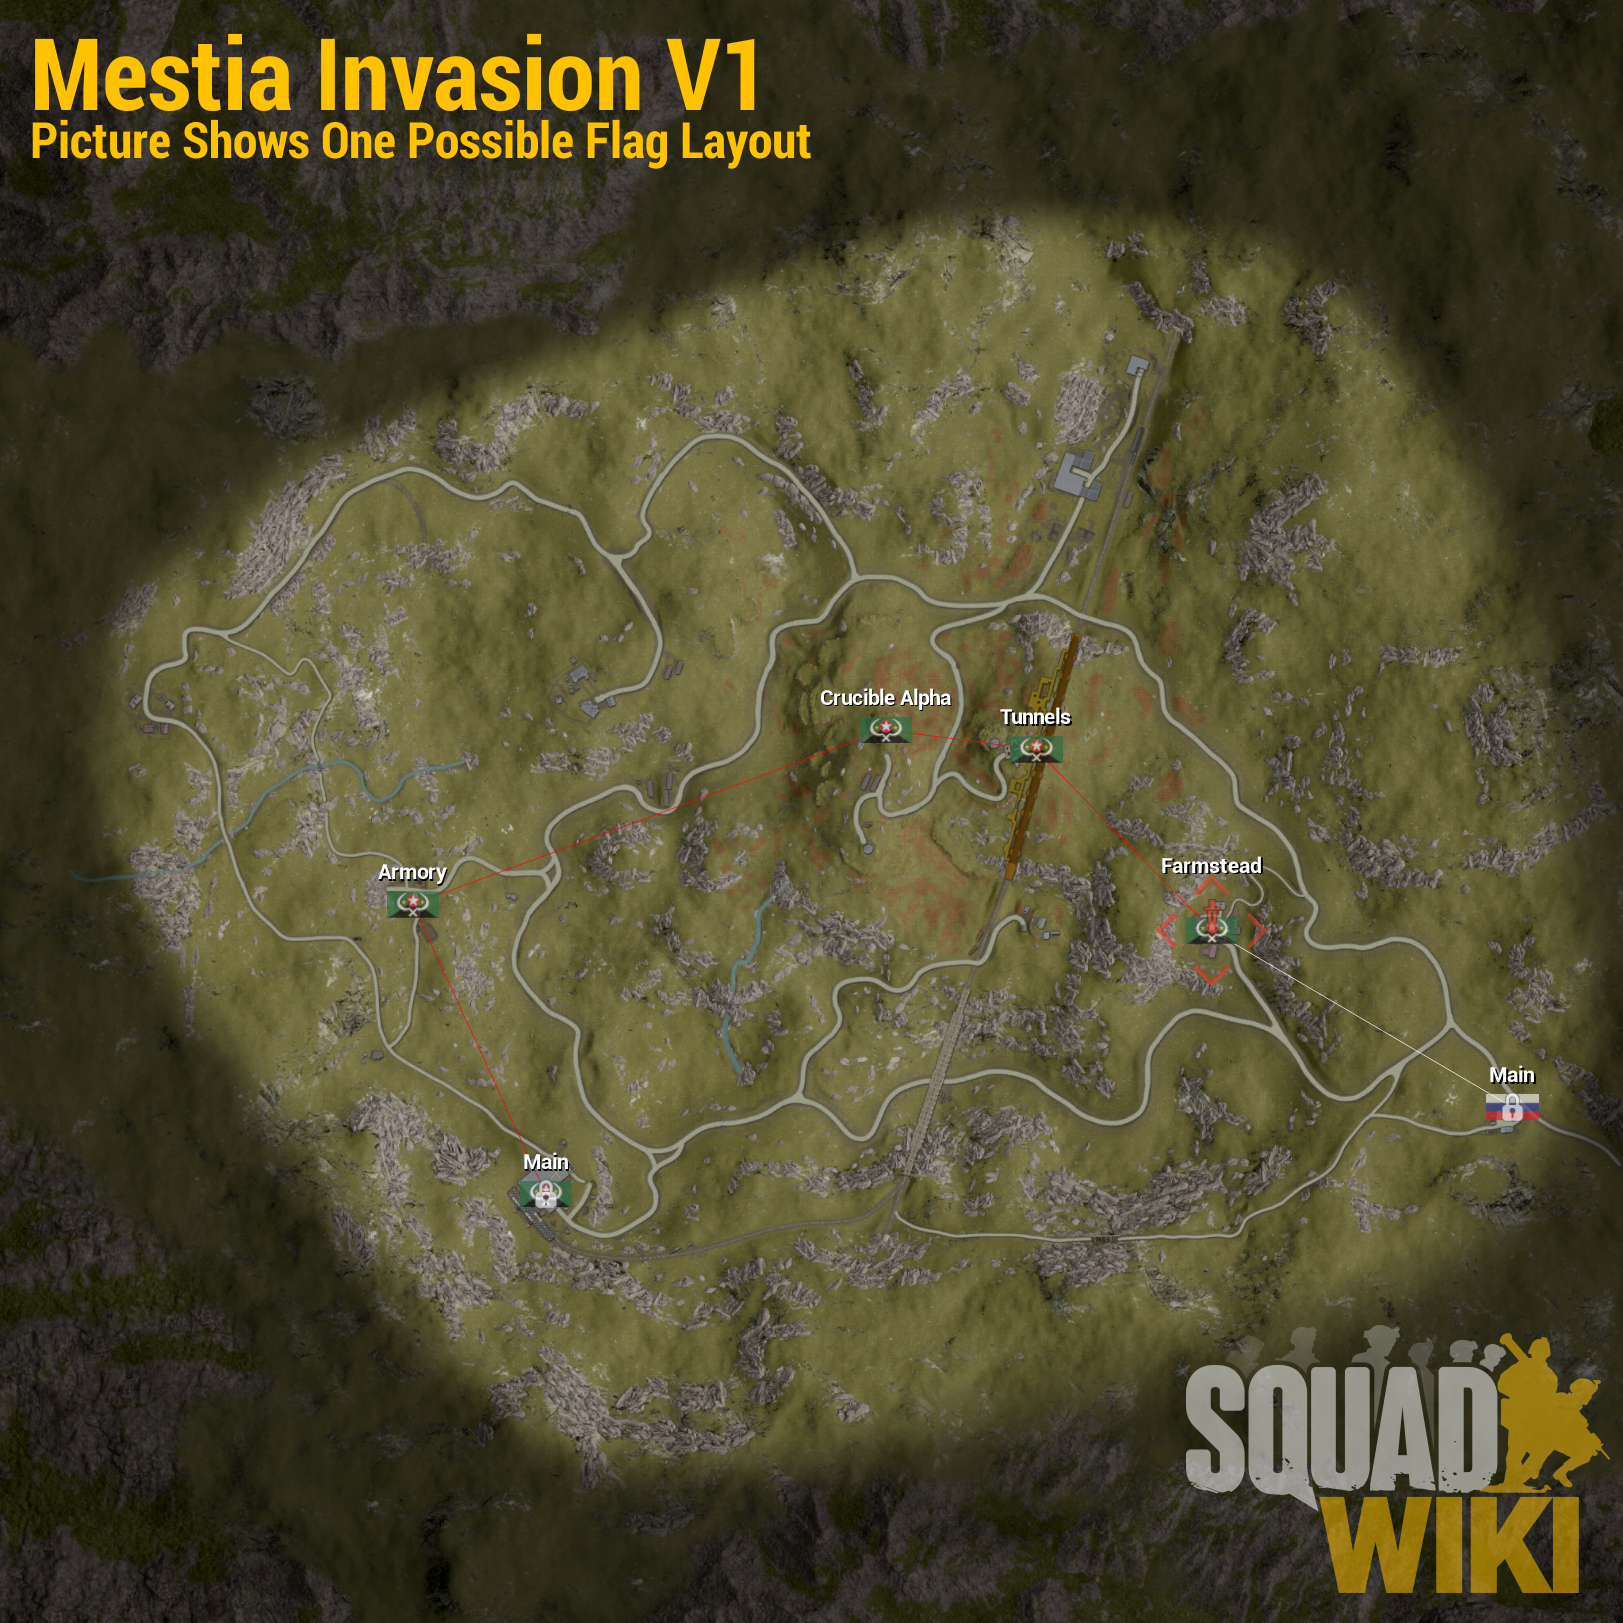 Mestia Invasion V1
Picture Shows One Possible Flag Layout
Crucible Alpha
Tunnels
Farmstead
Armory
Main
Main
SQUAD
WIKI